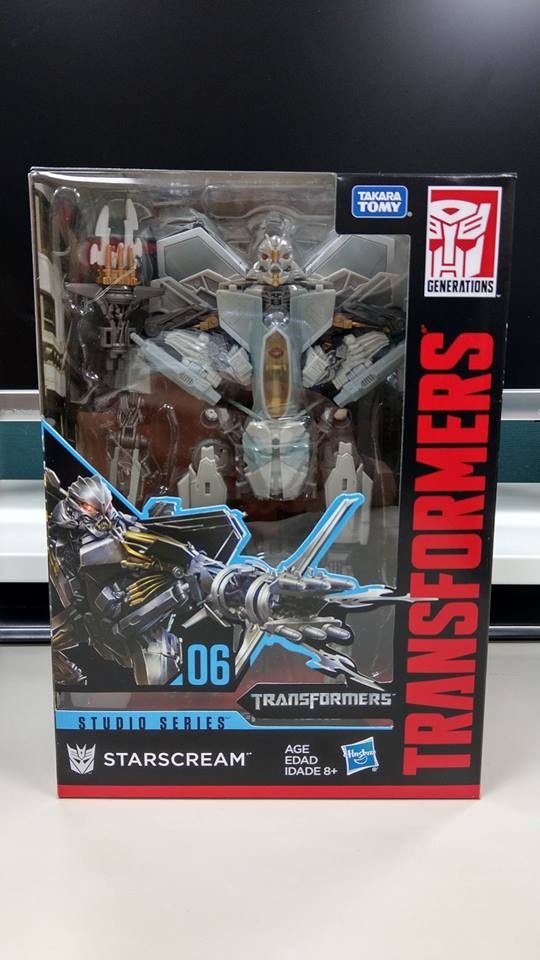 TAKARA
TOMY
GENERATIONS
TRANSFORMERS
06
TRANSFORMERS
STUDIO SERIES
STARSCREAM
AGE
EDAD
IDADE 8+
Hasbro